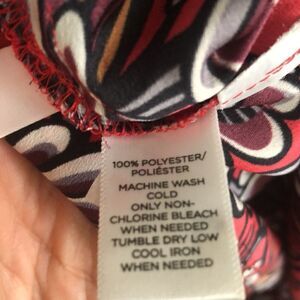 100% POLYESTER/
POLIÉSTER
MACHINE WASH
COLD
ONLY NON-
CHLORINE BLEACH
WHEN NEEDED
TUMBLE DRY LOW
COOL IRON
WHEN NEEDED